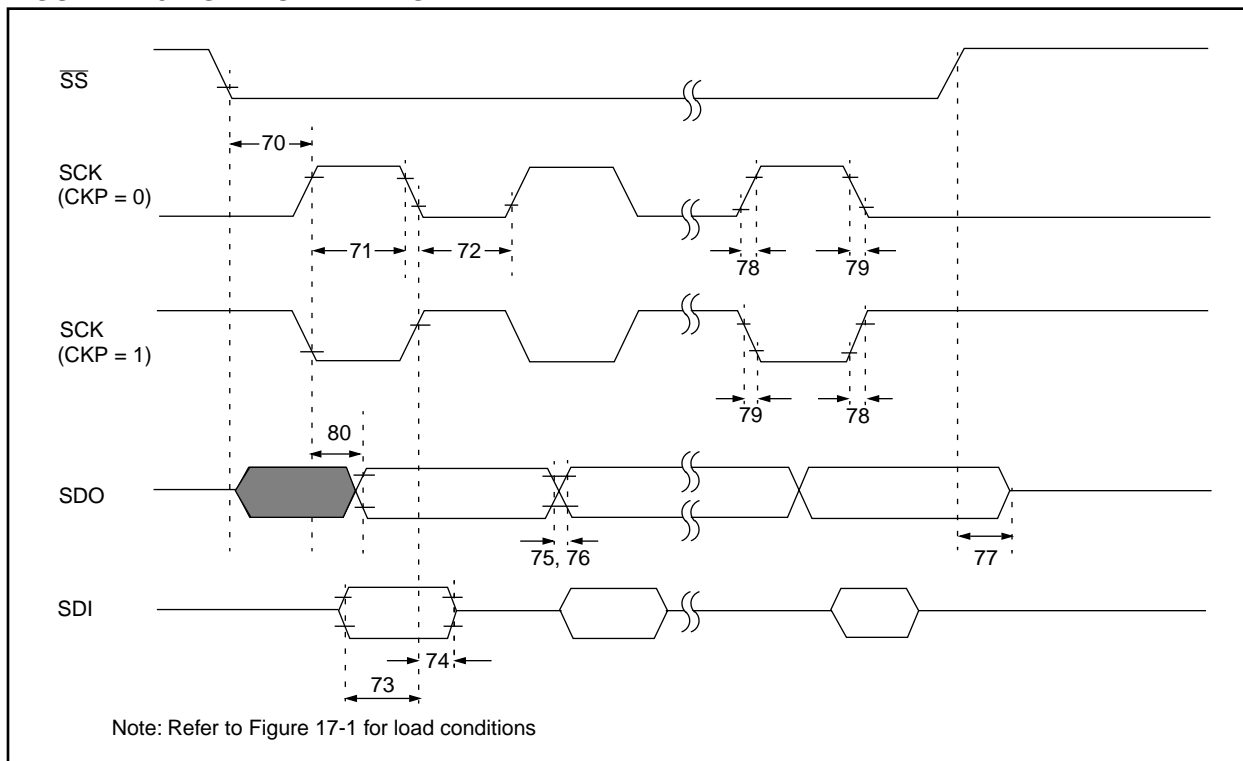 SS
70
SCK
(CKP = 0)
71
72
78
79
SCK
(CKP = 1)
79
78
80
SDO
75, 76
77
SDI
74
73
Note: Refer to Figure 17-1 for load conditions